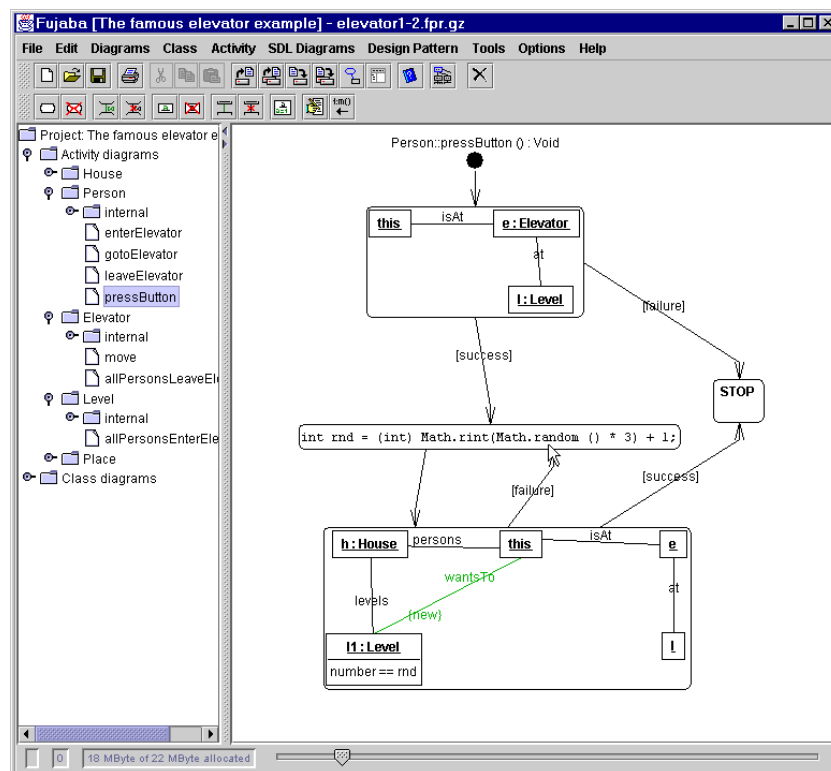 Fujaba [The famous elevator example] - elevator1-2.fpr.gz
File Edit Diagrams Class Activity SDL Diagrams Design Pattern Tools Options Help
Project: The famous elevator e
Activity diagrams
House
Person
internal
enterElevator
gotoElevator
leaveElevator
pressButton
Elevator
internal
move
allPersonsLeaveEl
Level
internal
allPersonsEnterEle
Place
Class diagrams
Person::pressButton () : Void
this
isAt
e : Elevator
at
l : Level
[failure]
[success]
STOP
int rnd = (int) Math.rint(Math.random () * 3) + 1;
[failure]
[success]
h : House
persons
this
isAt
e
wantsTo
at
levels
{new}
l1 : Level
l
number == rnd
0
18 MByte of 22 MByte allocated